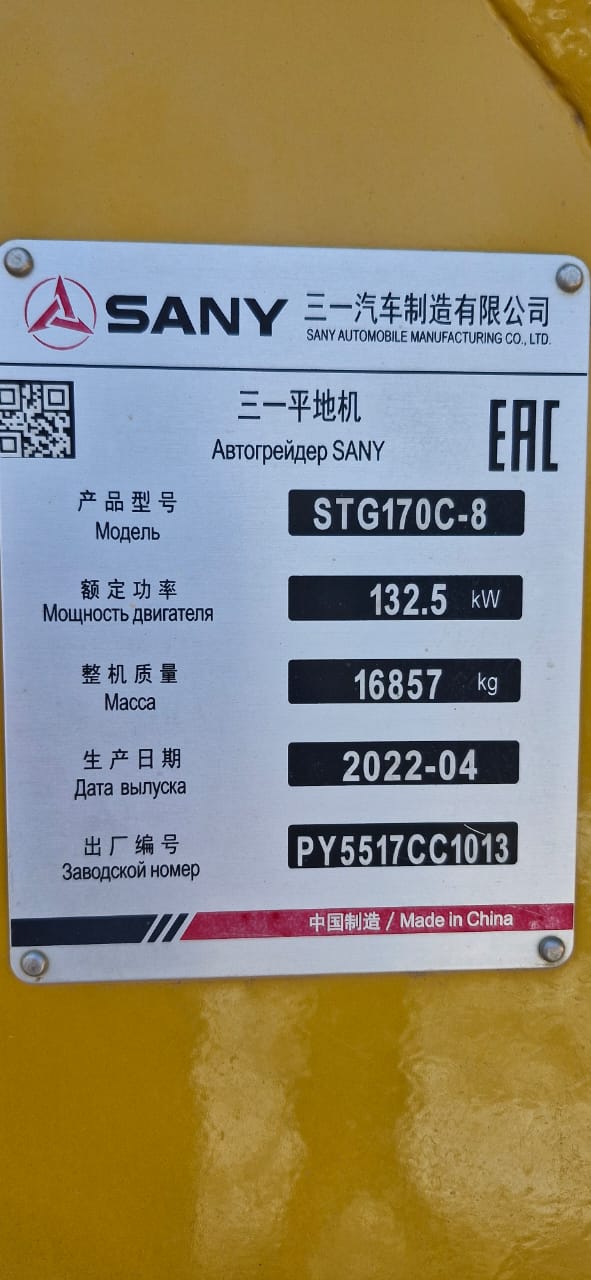 SANY 三一汽车制造有限公司
SANY AUTOMOBILE MANUFACTURING CO., LTD.
三一平地机
Автогрейдер SANY
EAC
产品型号
Модель
STG170C-8
额定功率
Мощность двигателя
132.5 kW
整机质量
Масса
16857 kg
生产日期
Дата вылуска
2022-04
出厂编号
Заводской номер
PY5517CC1013
中国制造 / Made in China